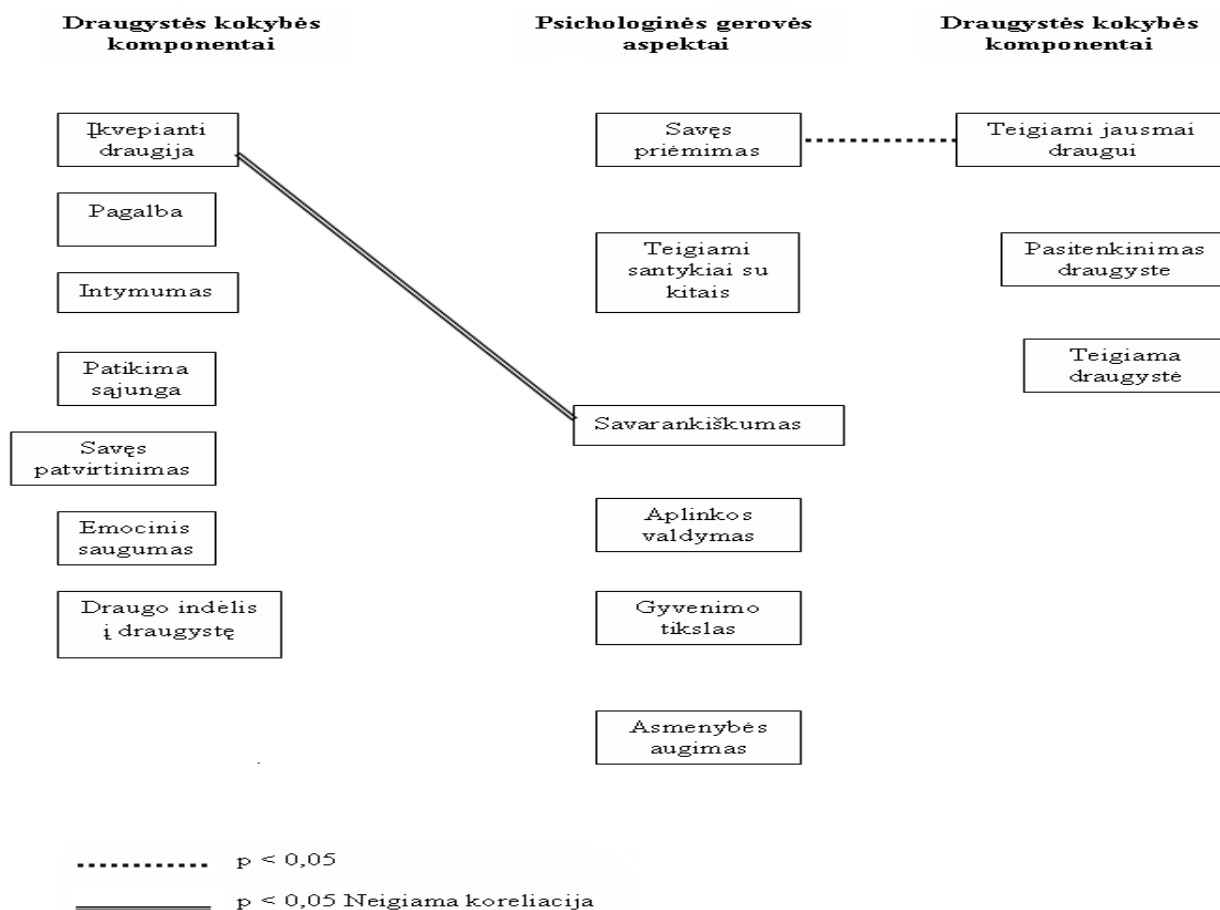 Draugystės kokybės
komponentai
Psichologinės gerovės
aspektai
Draugystės kokybės
komponentai
Įkvepianti
draugija
Pagalba
Intymumas
Patikima
sąjunga
Savęs
patvirtinimas
Emocinis
saugumas
Draugo indėlis
į draugystę
Savęs
priėmimas
Teigiami
santykiai su
kitais
Savarankiškumas
Aplinkos
valdymas
Gyvenimo
tikslas
Asmenybės
augimas
Teigiami jausmai
draugui
Pasitenkinimas
draugyste
Teigiama
draugystė
p < 0,05
p < 0,05 Neigiama koreliacija